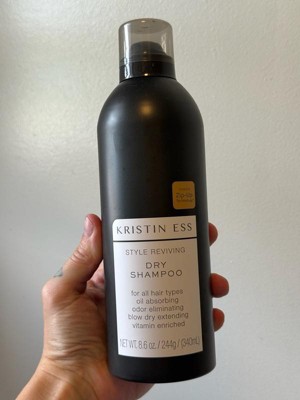 KRISTIN ESS
STYLE REVIVING
DRY
SHAMPOO
for all hair types
oil absorbing
odor eliminating
blow dry extending
vitamin enriched
NET WT. 8.6 oz. / 244g / (340mL)